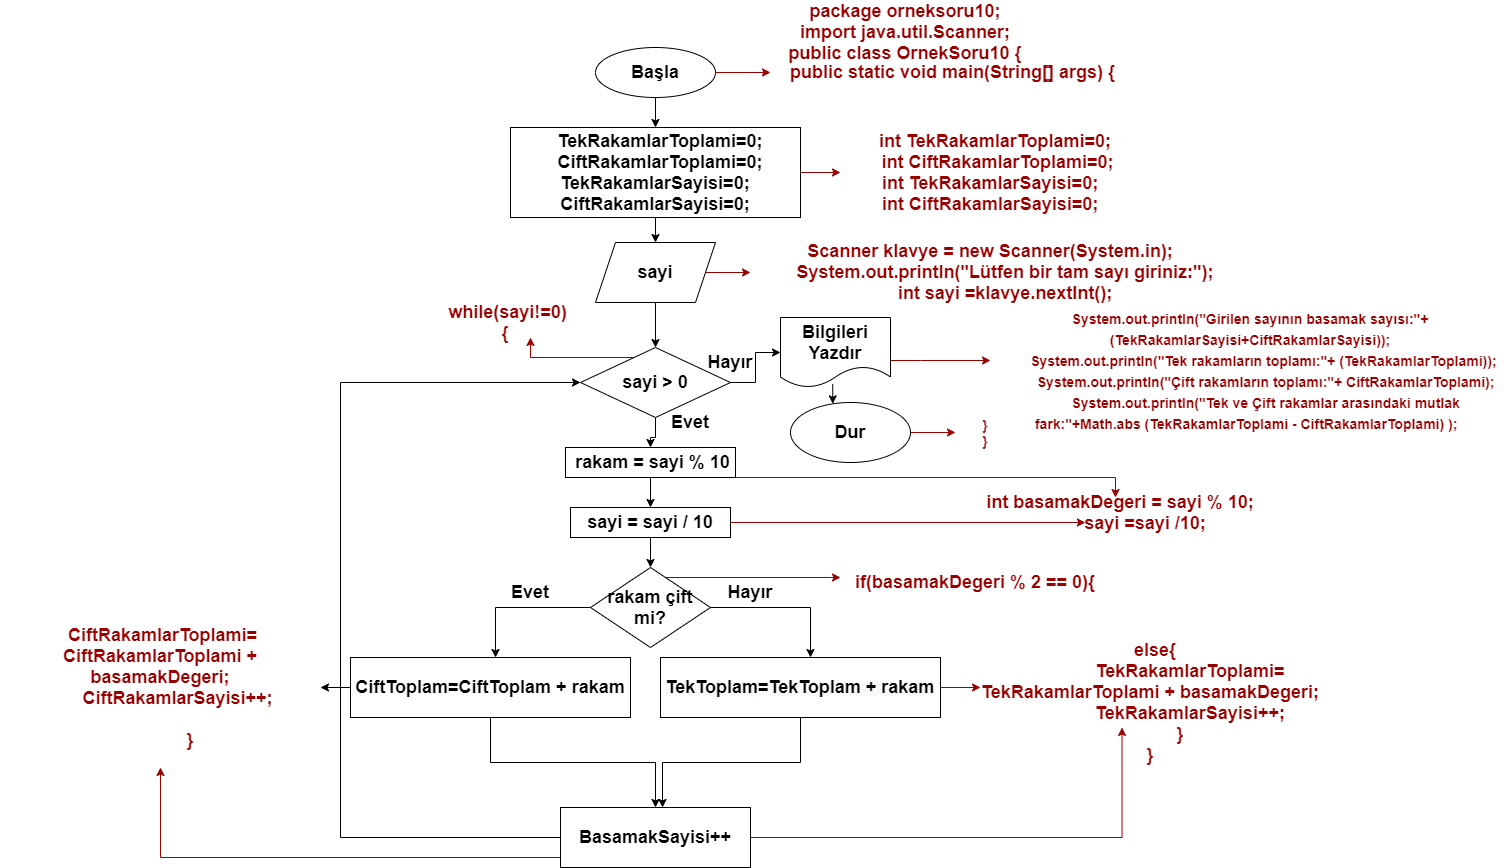 package orneksoru10;
import java.util.Scanner;
public class OrnekSoru10 {
public static void main(String[] args) {
Başla
TekRakamlarToplami=0;
CiftRakamlarToplami=0;
TekRakamlarSayisi=0;
CiftRakamlarSayisi=0;
int TekRakamlarToplami=0;
int CiftRakamlarToplami=0;
int TekRakamlarSayisi=0;
int CiftRakamlarSayisi=0;
sayi
Scanner klavye = new Scanner(System.in);
System.out.println("Lütfen bir tam sayı giriniz:");
int sayi =klavye.nextInt();
while(sayi!=0)
{
sayi > 0
Hayır
Evet
Bilgileri
Yazdır
System.out.println("Girilen sayının basamak sayısı:"+
(TekRakamlarSayisi+CiftRakamlarSayisi));
System.out.println("Tek rakamların toplamı:"+ (TekRakamlarToplami));
System.out.println("Çift rakamların toplamı:"+ CiftRakamlarToplami);
System.out.println("Tek ve Çift rakamlar arasındaki mutlak
fark:"+Math.abs (TekRakamlarToplami - CiftRakamlarToplami) );
Dur
}
}
rakam = sayi % 10
int basamakDegeri = sayi % 10;
sayi =sayi /10;
sayi = sayi / 10
rakam çift
mi?
Evet
Hayır
if(basamakDegeri % 2 == 0){
CiftRakamlarToplami=
CiftRakamlarToplami +
basamakDegeri;
CiftRakamlarSayisi++;
}
CiftToplam=CiftToplam + rakam
TekToplam=TekToplam + rakam
else{
TekRakamlarToplami=
TekRakamlarToplami + basamakDegeri;
TekRakamlarSayisi++;
}
}
BasamakSayisi++